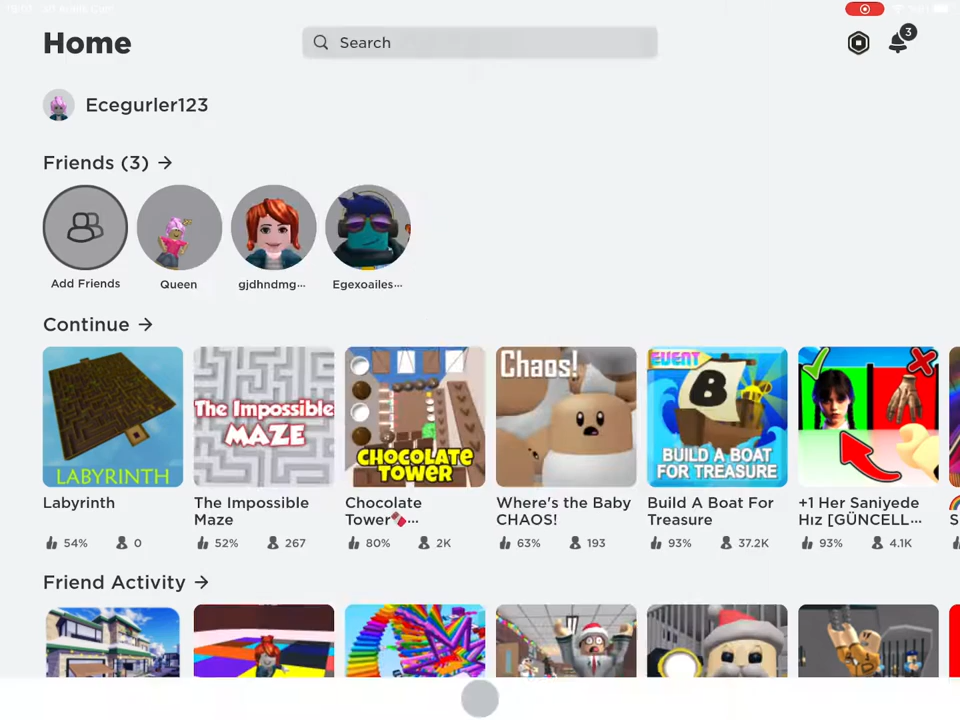 Home
Search
3
Ecegurler123
Friends (3) →
Add Friends
Queen
gjdhndmg...
Egexoailes...
Continue →
LABYRINTH
The Impossible
MAZE
CHOCOLATE
TOWER
Chaos!
EVENT
B
BUILD A BOAT
FOR TREASURE
Labyrinth
The Impossible
Maze
Chocolate
Tower🍫...
Where's the Baby
CHAOS!
Build A Boat For
Treasure
+1 Her Saniyede
Hız [GÜNCELL...
54% 0
52% 267
80% 2K
63% 193
93% 37.2K
93% 4.1K
Friend Activity →